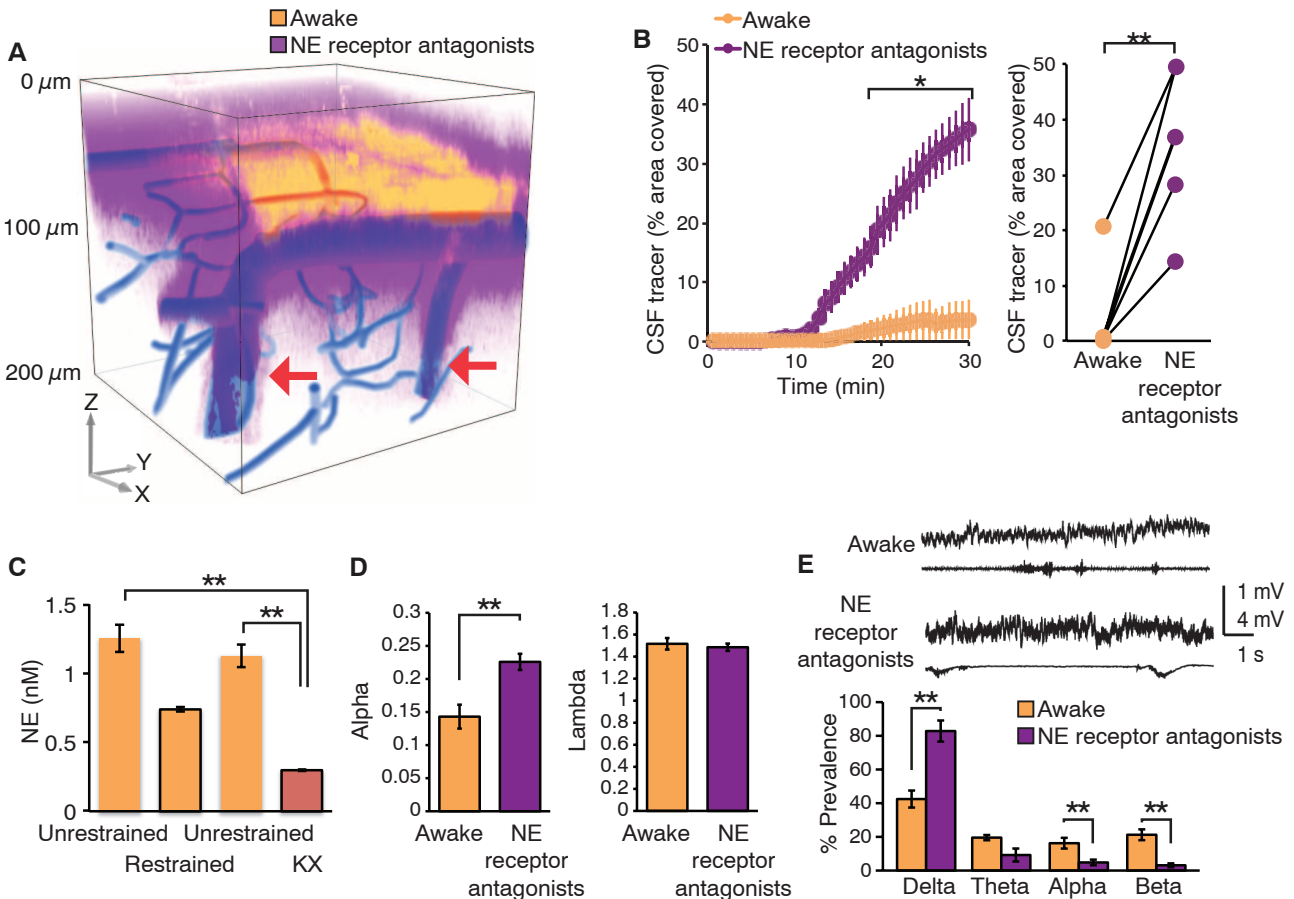 Awake
NE receptor antagonists
A
0 μm
100 μm
200 μm
Z
Y
X
B
Awake
NE receptor antagonists
CSF tracer (% area covered)
50
40
30
20
10
0
*
0
10
20
30
Time (min)
CSF tracer (% area covered)
50
40
30
20
10
0
**
Awake
NE
receptor
antagonists
C
NE (nM)
1.5
1
0.5
0
**
**
Unrestrained
Unrestrained
Restrained
KX
D
Alpha
0.3
0.25
0.2
0.15
0.1
0.05
0
**
Awake
NE
receptor
antagonists
Lambda
1.8
1.6
1.4
1.2
1
0.8
0.6
0.4
0.2
0
Awake
NE
receptor
antagonists
E
Awake
NE
receptor
antagonists
1 mV
4 mV
1 s
% Prevalence
100
80
60
40
20
0
**
Awake
NE receptor antagonists
**
**
Delta
Theta
Alpha
Beta